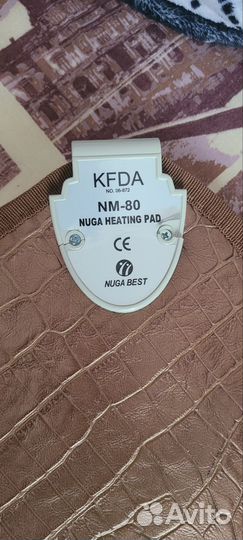 KFDA
NO. 06-872
NM-80
NUGA HEATING PAD
CE
NUGA BEST
Avito